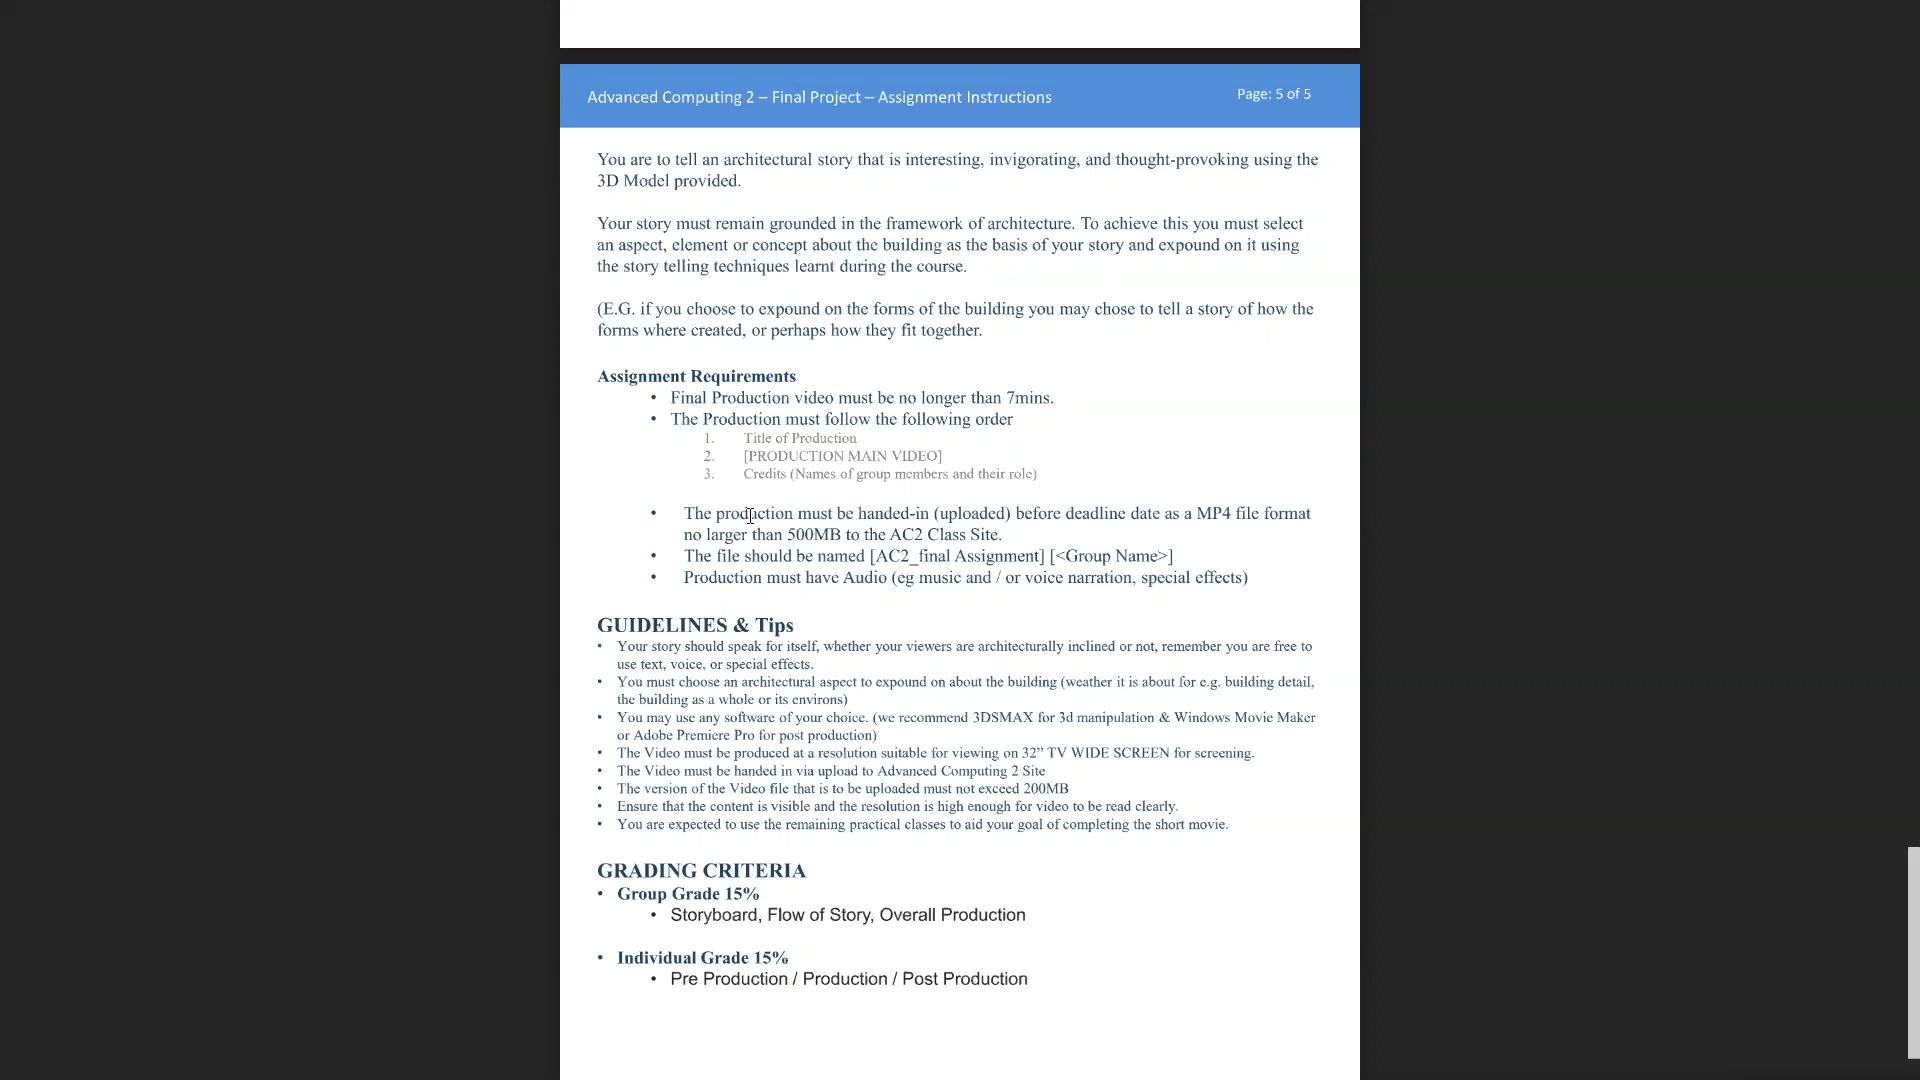 Advanced Computing 2 – Final Project – Assignment Instructions
Page: 5 of 5
You are to tell an architectural story that is interesting, invigorating, and thought-provoking using the
3D Model provided.
Your story must remain grounded in the framework of architecture. To achieve this you must select
an aspect, element or concept about the building as the basis of your story and expound on it using
the story telling techniques learnt during the course.
(E.G. if you choose to expound on the forms of the building you may chose to tell a story of how the
forms where created, or perhaps how they fit together.
Assignment Requirements
• Final Production video must be no longer than 7mins.
• The Production must follow the following order
1. Title of Production
2. [PRODUCTION MAIN VIDEO]
3. Credits (Names of group members and their role)
• The production must be handed-in (uploaded) before deadline date as a MP4 file format
no larger than 500MB to the AC2 Class Site.
• The file should be named [AC2_final Assignment] [<Group Name>]
• Production must have Audio (eg music and / or voice narration, special effects)
GUIDELINES & Tips
• Your story should speak for itself, whether your viewers are architecturally inclined or not, remember you are free to
use text, voice, or special effects.
• You must choose an architectural aspect to expound on about the building (weather it is about for e.g. building detail,
the building as a whole or its environs)
• You may use any software of your choice. (we recommend 3DSMAX for 3d manipulation & Windows Movie Maker
or Adobe Premiere Pro for post production)
• The Video must be produced at a resolution suitable for viewing on 32” TV WIDE SCREEN for screening.
• The Video must be handed in via upload to Advanced Computing 2 Site
• The version of the Video file that is to be uploaded must not exceed 200MB
• Ensure that the content is visible and the resolution is high enough for video to be read clearly.
• You are expected to use the remaining practical classes to aid your goal of completing the short movie.
GRADING CRITERIA
• Group Grade 15%
• Storyboard, Flow of Story, Overall Production
• Individual Grade 15%
• Pre Production / Production / Post Production